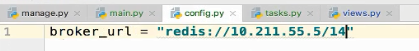 manage.py main.py config.py tasks.py views.py
1 broker_url = "redis://10.211.55.5/14"